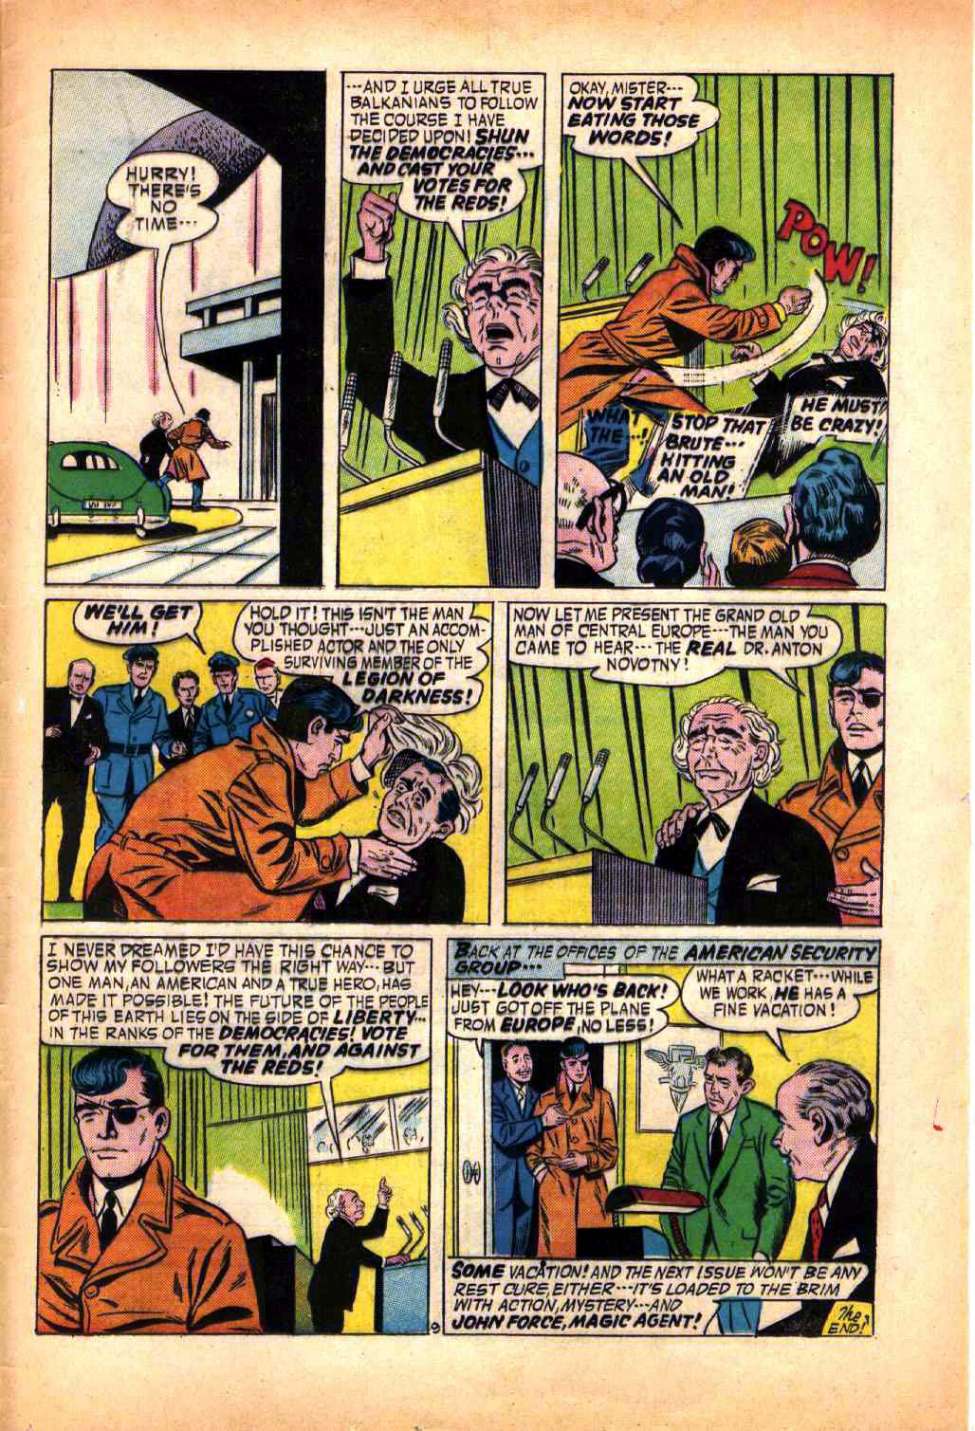 HURRY!
THERE'S
NO
TIME---
---AND I URGE ALL TRUE
BALKANIANS TO FOLLOW
THE COURSE I HAVE
DECIDED UPON! SHUN
THE DEMOCRACIES---
AND CAST YOUR
VOTES FOR
THE REDS!
OKAY, MISTER---
NOW START
EATING THOSE
WORDS!
POW!
WHAT
THE---!
STOP THAT
BRUTE---
HITTING
AN OLD
MAN!
HE MUST
BE CRAZY!
WE'LL GET
HIM!
HOLD IT! THIS ISN'T THE MAN
YOU THOUGHT---JUST AN ACCOM-
PLISHED ACTOR AND THE ONLY
SURVIVING MEMBER OF THE
LEGION OF
DARKNESS!
NOW LET ME PRESENT THE GRAND OLD
MAN OF CENTRAL EUROPE---THE MAN YOU
CAME TO HEAR---THE REAL DR. ANTON
NOVOTNY!
I NEVER DREAMED I'D HAVE THIS CHANCE TO
SHOW MY FOLLOWERS THE RIGHT WAY---BUT
ONE MAN, AN AMERICAN AND A TRUE HERO, HAS
MADE IT POSSIBLE! THE FUTURE OF THE PEOPLE
OF THIS EARTH LIES ON THE SIDE OF LIBERTY---
IN THE RANKS OF THE DEMOCRACIES! VOTE
FOR THEM, AND AGAINST
THE REDS!
9
BACK AT THE OFFICES OF THE AMERICAN SECURITY
GROUP---
HEY---LOOK WHO'S BACK!
JUST GOT OFF THE PLANE
FROM EUROPE, NO LESS!
WHAT A RACKET---WHILE
WE WORK, HE HAS A
FINE VACATION!
SOME VACATION! AND THE NEXT ISSUE WON'T BE ANY
REST CURE, EITHER---IT'S LOADED TO THE BRIM
WITH ACTION, MYSTERY---AND
JOHN FORCE, MAGIC AGENT!
The
END!